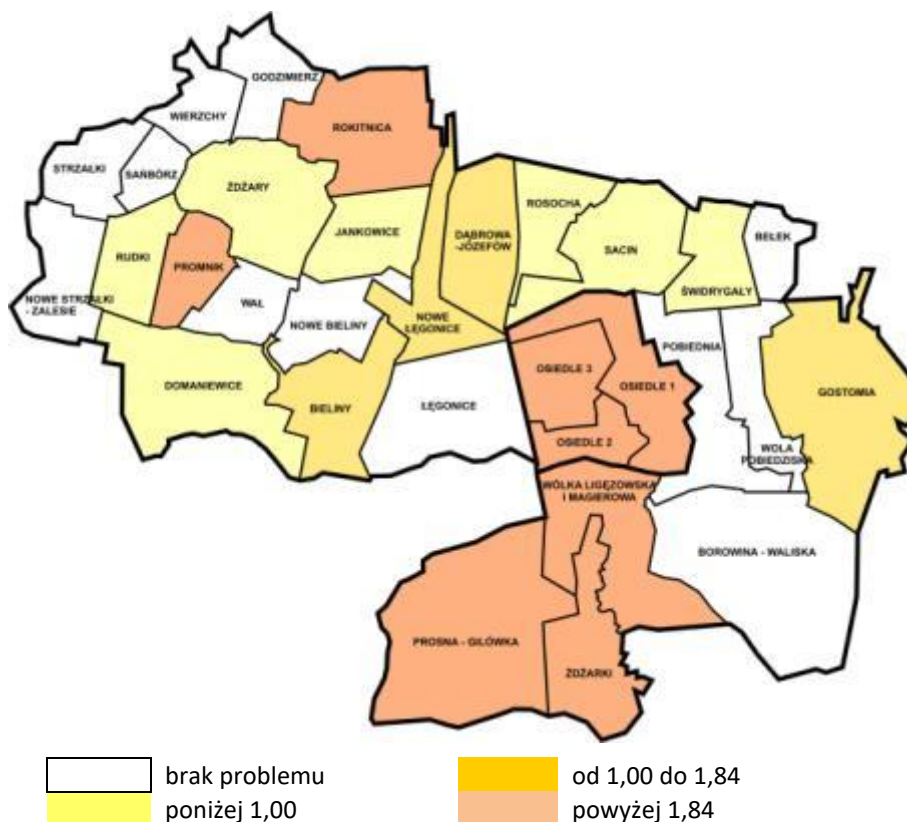 GODZIMIERZ
WIERZCHY
ROKITNICA
STRZAŁKI
SAŃBÓRZ
ŻDŻARY
ROSOCHA
BEŁEK
JANKOWICE
DĄBROWA
-JÓZEFÓW
SACIN
RUDKI
PROMNIK
ŚWIDRYGAŁY
NOWE STRZAŁKI
- ZALESIE
WAŁ
NOWE BIELINY
NOWE
ŁĘGONICE
POBIEDNIA
OSIEDLE 3
OSIEDLE 1
DOMANIEWICE
BIELINY
ŁĘGONICE
GOSTOMIA
OSIEDLE 2
WOLA
POBIEDZISKA
WÓLKA LIGĘZOWSKA
I MAGIEROWA
BOROWINA - WALISKA
PROSNA - GILÓWKA
ŻDŻARKI
brak problemu
od 1,00 do 1,84
poniżej 1,00
powyżej 1,84